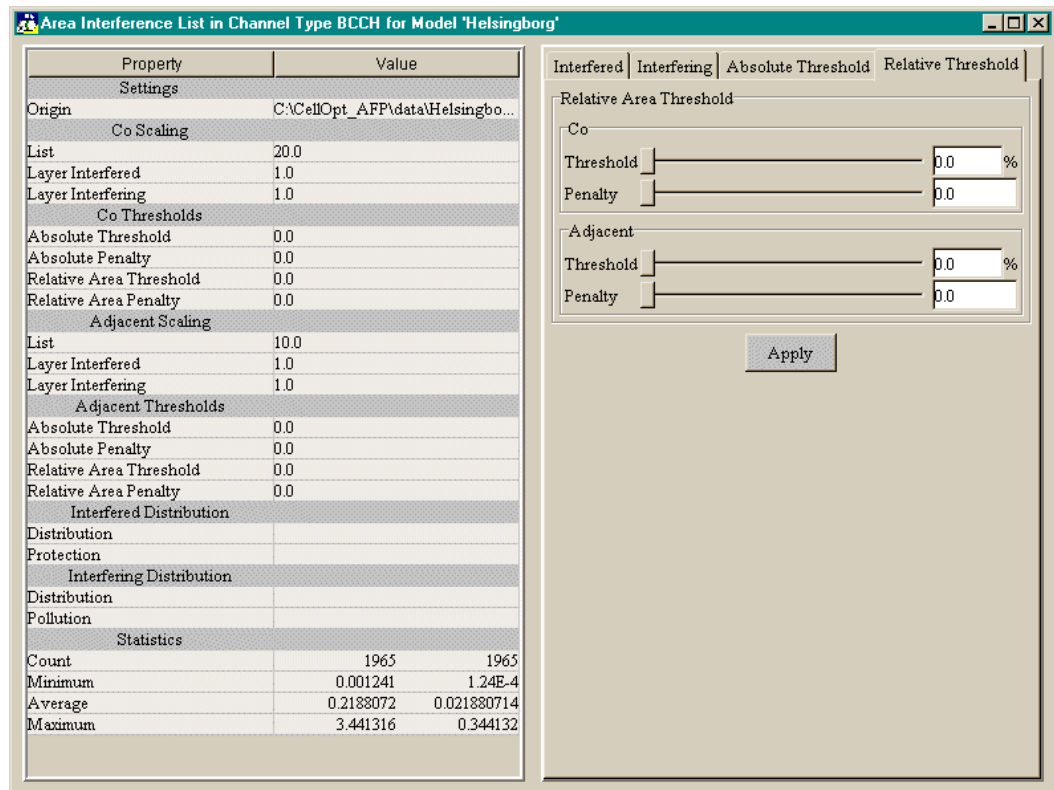 Area Interference List in Channel Type BCCH for Model 'Helsingborg'
Property Value
Settings
Origin C:\CellOpt_AFP\data\Helsingbo...
Co Scaling
List 20.0
Layer Interfered 1.0
Layer Interfering 1.0
Co Thresholds
Absolute Threshold 0.0
Absolute Penalty 0.0
Relative Area Threshold 0.0
Relative Area Penalty 0.0
Adjacent Scaling
List 10.0
Layer Interfered 1.0
Layer Interfering 1.0
Adjacent Thresholds
Absolute Threshold 0.0
Absolute Penalty 0.0
Relative Area Threshold 0.0
Relative Area Penalty 0.0
Interfered Distribution
Distribution
Protection
Interfering Distribution
Distribution
Pollution
Statistics
Count 1965 1965
Minimum 0.001241 1.24E-4
Average 0.2188072 0.021880714
Maximum 3.441316 0.344132
Interfered Interfering Absolute Threshold Relative Threshold
Relative Area Threshold
Co
Threshold 0.0 %
Penalty 0.0
Adjacent
Threshold 0.0 %
Penalty 0.0
Apply